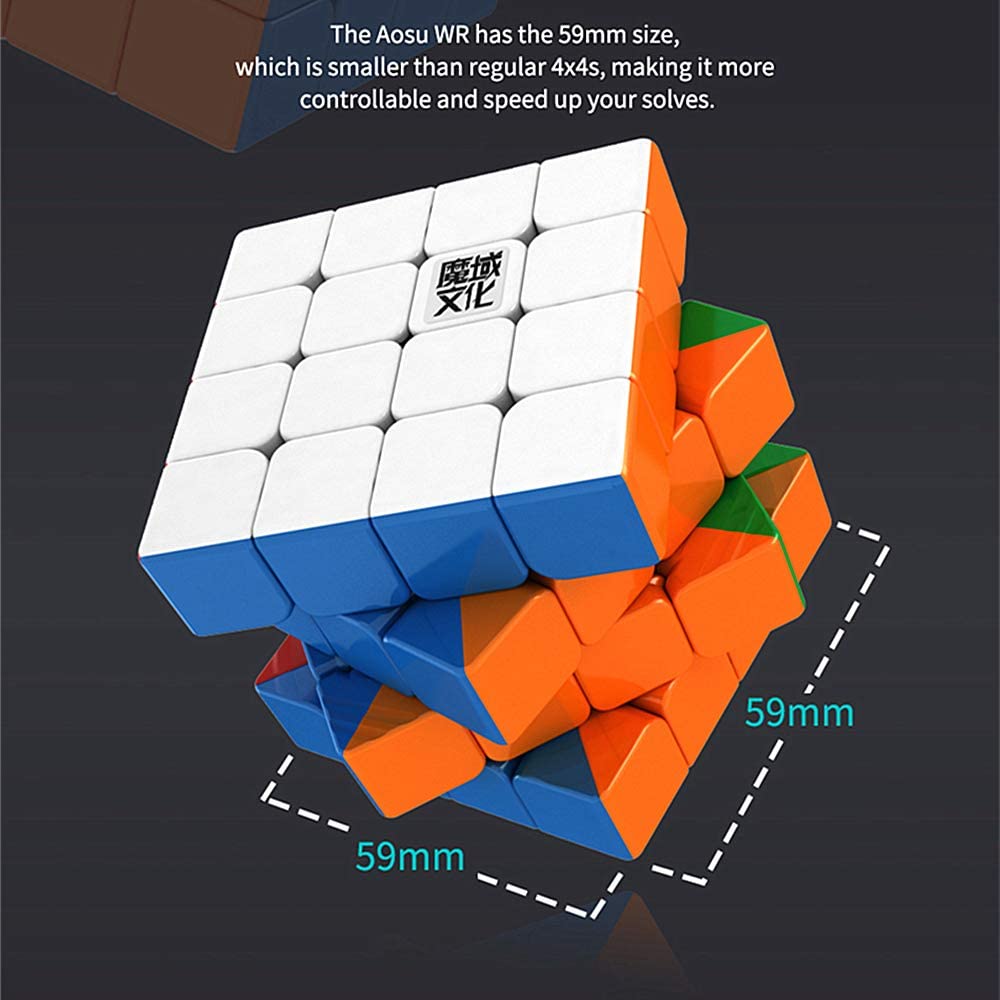 The Aosu WR has the 59mm size,
which is smaller than regular 4x4s, making it more
controllable and speed up your solves.
魔域
文化
59mm
59mm